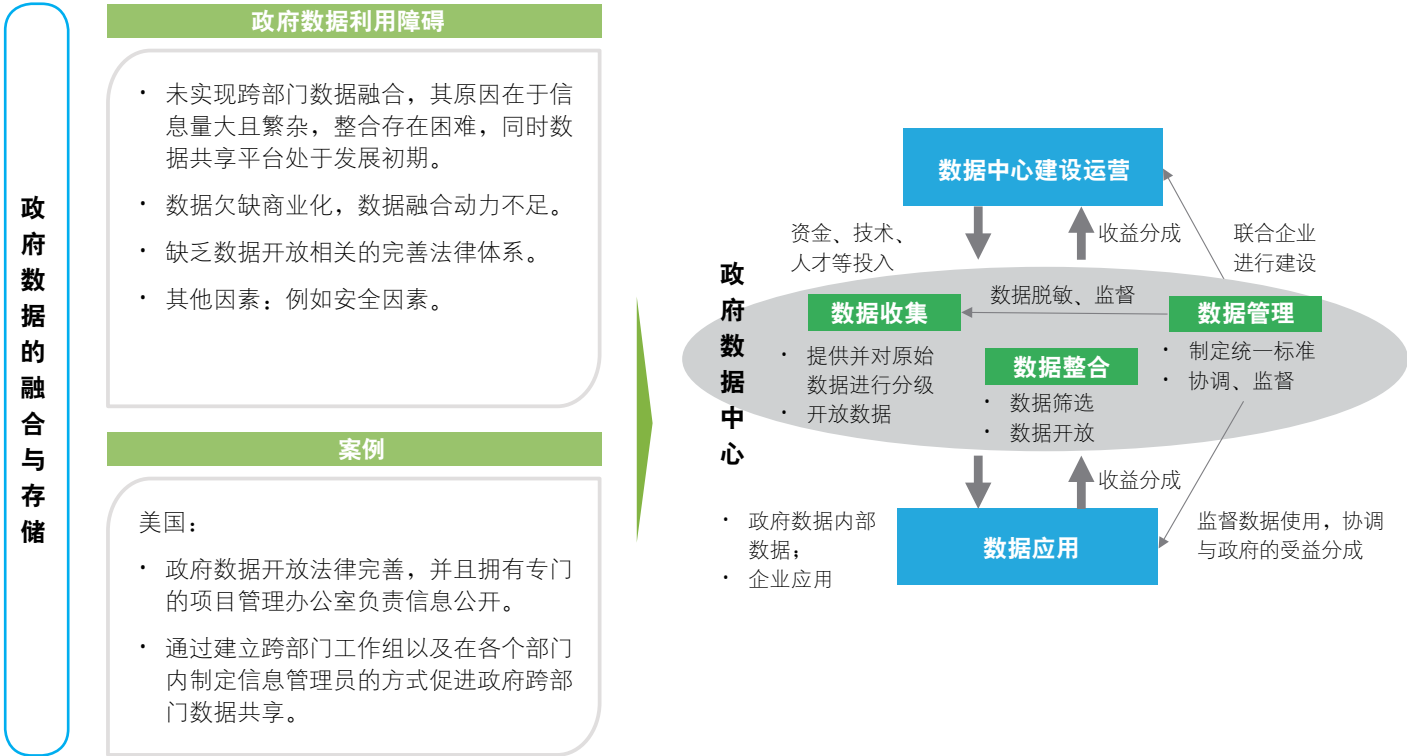 政府数据的融合与存储
政府数据利用障碍
· 未实现跨部门数据融合，其原因在于信
息量大且繁杂，整合存在困难，同时数
据共享平台处于发展初期。
· 数据欠缺商业化，数据融合动力不足。
· 缺乏数据开放相关的完善法律体系。
· 其他因素：例如安全因素。
案例
美国：
· 政府数据开放法律完善，并且拥有专门
的项目管理办公室负责信息公开。
· 通过建立跨部门工作组以及在各个部门
内制定信息管理员的方式促进政府跨部
门数据共享。
政府数据中心
数据中心建设运营
资金、技术、
人才等投入
收益分成
联合企业
进行建设
数据收集
数据脱敏、监督
数据管理
· 提供并对原始
数据进行分级
· 开放数据
数据整合
· 数据筛选
· 数据开放
· 制定统一标准
· 协调、监督
收益分成
· 政府数据内部
数据；
· 企业应用
数据应用
监督数据使用，协调
与政府的受益分成